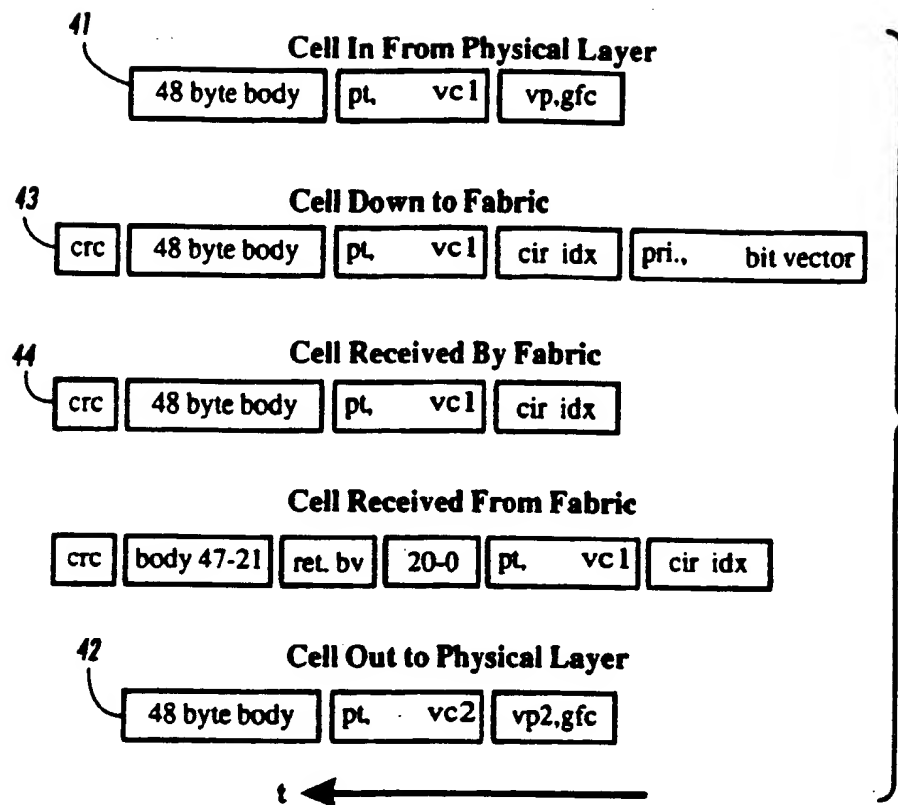 41
Cell In From Physical Layer
48 byte body pt, vc1 vp,gfc
43
Cell Down to Fabric
crc 48 byte body pt, vc1 cir idx pri., bit vector
44
Cell Received By Fabric
crc 48 byte body pt, vc1 cir idx
Cell Received From Fabric
crc body 47-21 ret. bv 20-0 pt, vc1 cir idx
42
Cell Out to Physical Layer
48 byte body pt, vc2 vp2,gfc
t